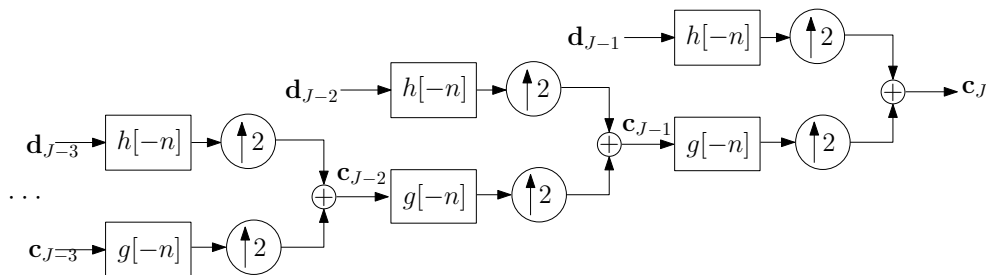 d_{J-1} h[-n] ↑2
d_{J-2} h[-n] ↑2
c_J
d_{J-3} h[-n] ↑2
c_{J-1} g[-n] ↑2
c_{J-2} g[-n] ↑2
...
c_{J-3} g[-n] ↑2